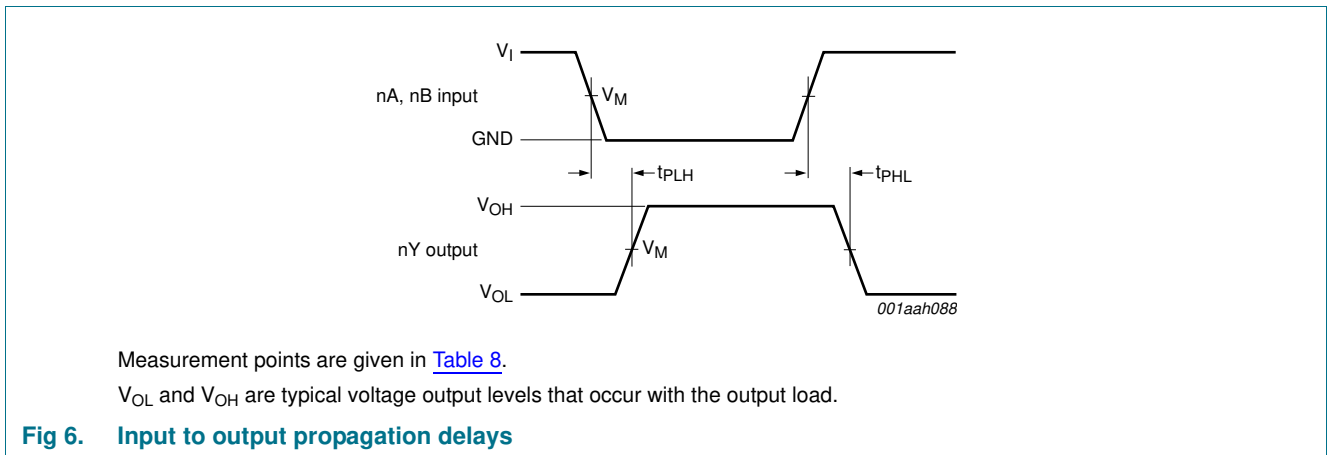 VI
nA, nB input
VM
GND
tPLH
tPHL
VOH
nY output
VM
VOL
001aah088
Measurement points are given in Table 8.
VOL and VOH are typical voltage output levels that occur with the output load.
Fig 6. Input to output propagation delays